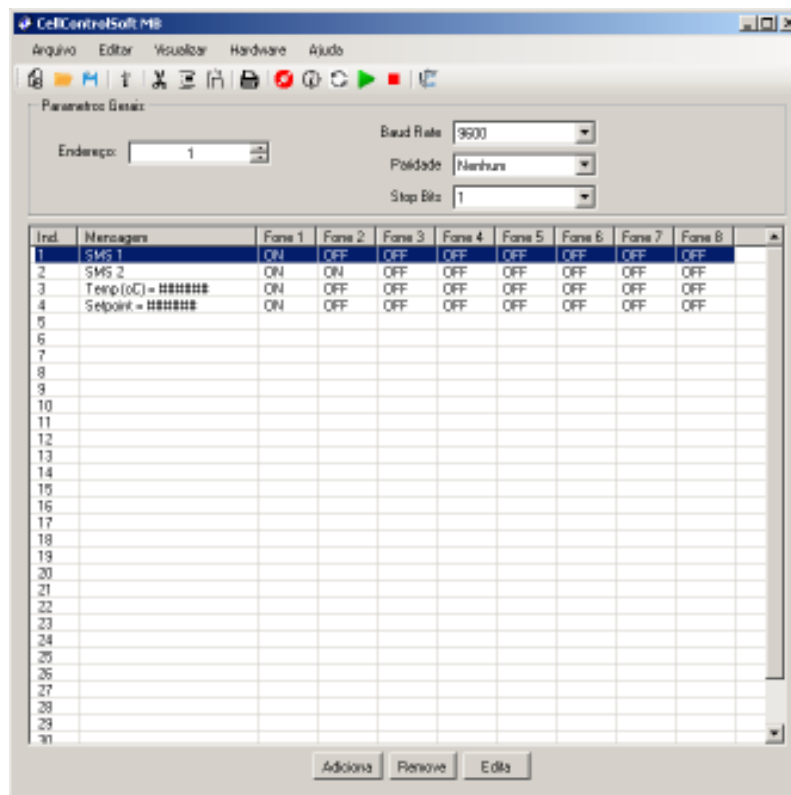 CellControlSoft MB
Arquivo Editar Visualizar Hardware Ajuda
Parametros Gerais
Endereço: 1
Baud Rate 9600
Paridade Nenhum
Stop Bits 1
Ind. Mensagem Fone 1 Fone 2 Fone 3 Fone 4 Fone 5 Fone 6 Fone 7 Fone 8
1 SMS 1 ON OFF OFF OFF OFF OFF OFF OFF
2 SMS 2 ON ON OFF OFF OFF OFF OFF OFF
3 Temp (oC) = ###### ON OFF OFF OFF OFF OFF OFF OFF
4 Setpoint = ###### ON OFF OFF OFF OFF OFF OFF OFF
5
6
7
8
9
10
11
12
13
14
15
16
17
18
19
20
21
22
23
24
25
26
27
28
29
30
Adiciona Remove Edita